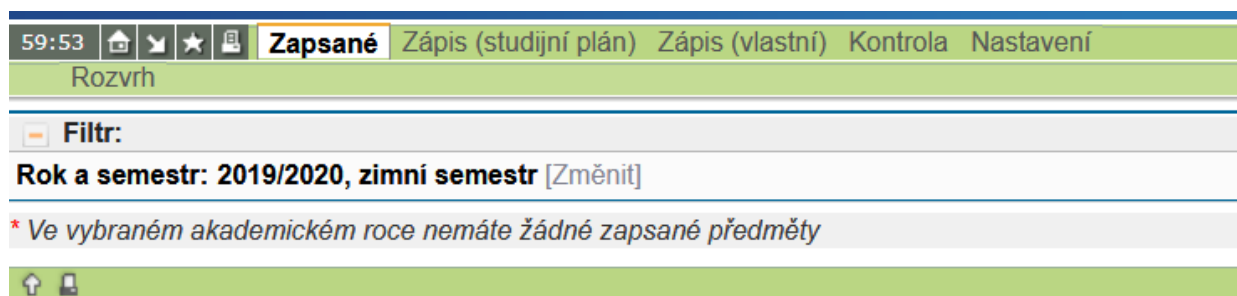 59:53 Zapsané Zápis (studijní plán) Zápis (vlastní) Kontrola Nastavení
Rozvrh
Filtr:
Rok a semestr: 2019/2020, zimní semestr [Změnit]
* Ve vybraném akademickém roce nemáte žádné zapsané předměty